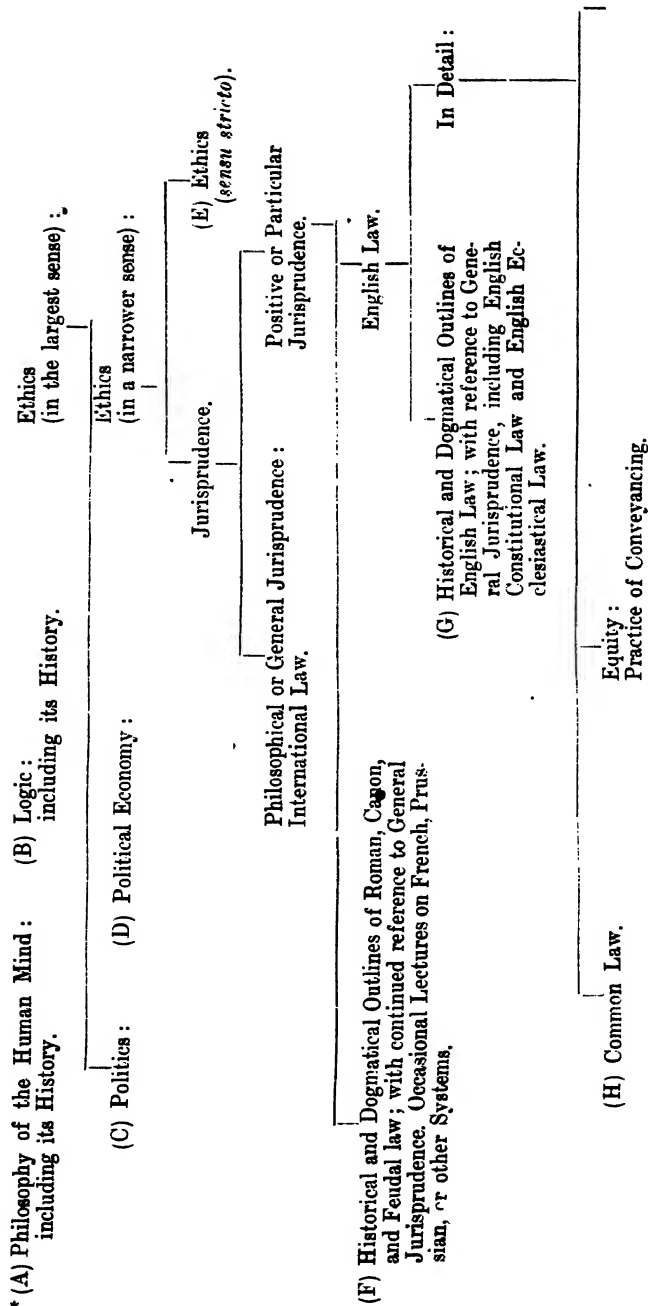 * (A) Philosophy of the Human Mind :
including its History.
(B) Logic :
including its History.
Ethics
(in the largest sense) :
(C) Politics :
(D) Political Economy :
Ethics
(in a narrower sense) :
Jurisprudence.
(E) Ethics
(sensu stricto).
Philosophical or General Jurisprudence :
International Law.
Positive or Particular
Jurisprudence.
(F) Historical and Dogmatical Outlines of Roman, Canon,
and Feudal law ; with continued reference to General
Jurisprudence. Occasional Lectures on French, Prus-
sian, or other Systems.
English Law.
(G) Historical and Dogmatical Outlines of
English Law ; with reference to Gene-
ral Jurisprudence, including English
Constitutional Law and English Ec-
clesiastical Law.
In Detail :
(H) Common Law.
Equity :
Practice of Conveyancing.